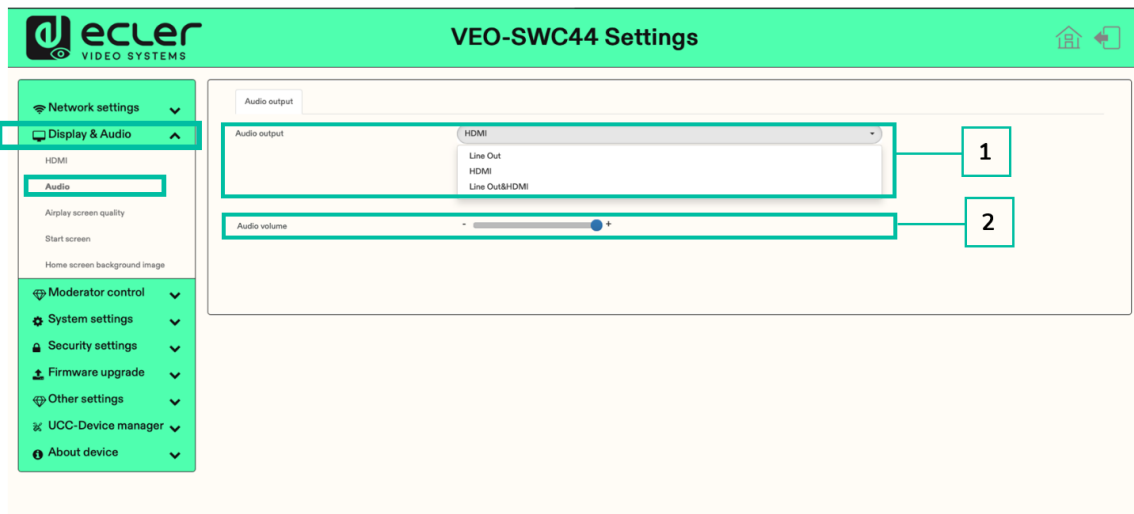 ecler
VIDEO SYSTEMS
VEO-SWC44 Settings
Network settings
Display & Audio
HDMI
Audio
Airplay screen quality
Start screen
Home screen background image
Moderator control
System settings
Security settings
Firmware upgrade
Other settings
UCC-Device manager
About device
Audio output
Audio output
HDMI
Line Out
HDMI
Line Out&HDMI
1
Audio volume
- +
2